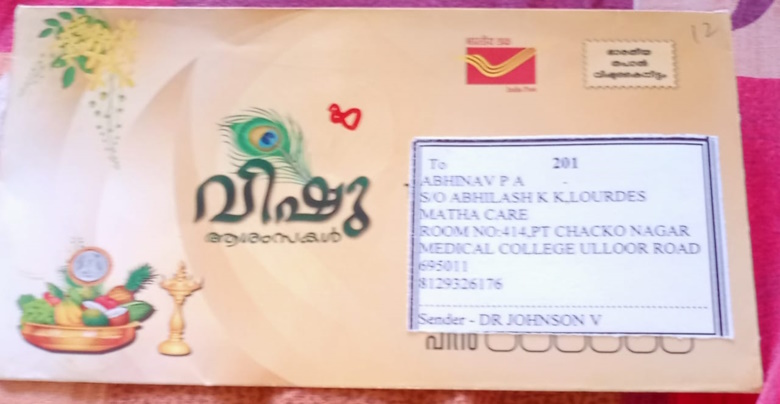 12
India Post
ഭാരതീയ
തപാൽ
വിഷുകൈനീട്ടം
വിഷു
ആശംസകൾ
To 201
ABHINAV P A -
S/O ABHILASH K K,LOURDES
MATHA CARE
ROOM NO:414,PT CHACKO NAGAR
MEDICAL COLLEGE ULLOOR ROAD
695011
8129326176
Sender - DR JOHNSON V
പിൻ